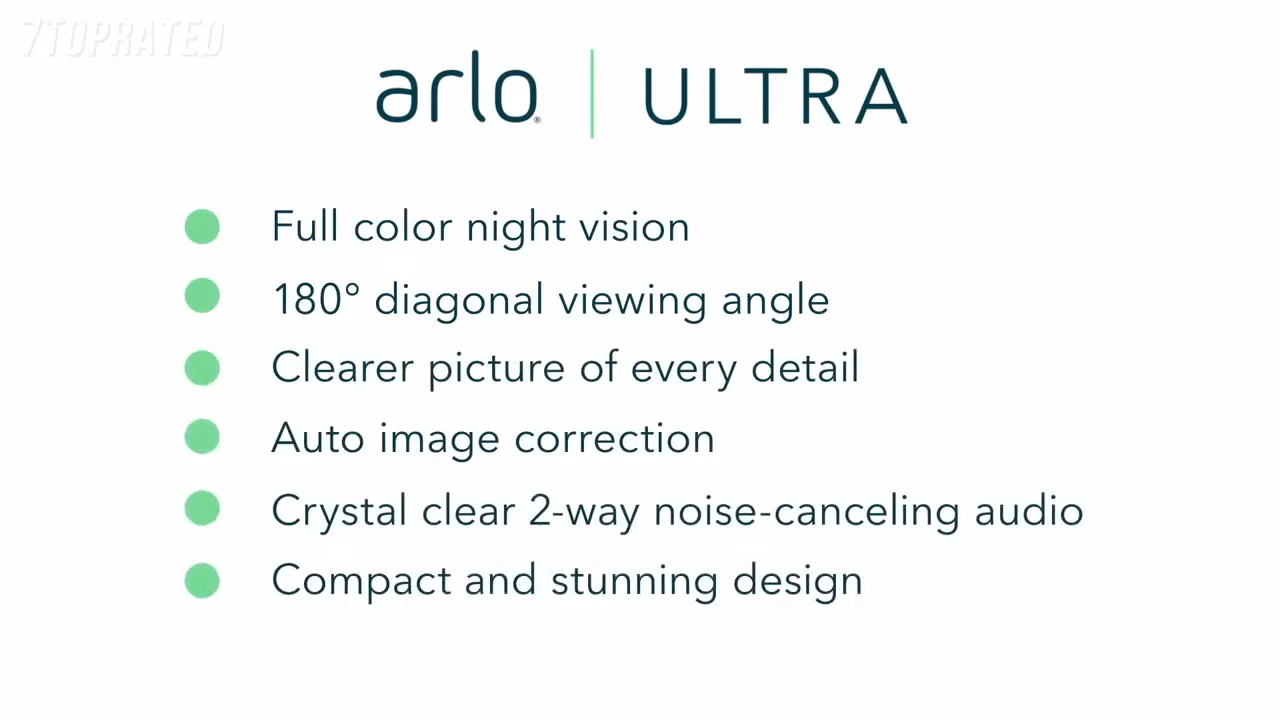 7TOPRATED
arlo® | ULTRA
Full color night vision
180° diagonal viewing angle
Clearer picture of every detail
Auto image correction
Crystal clear 2-way noise-canceling audio
Compact and stunning design